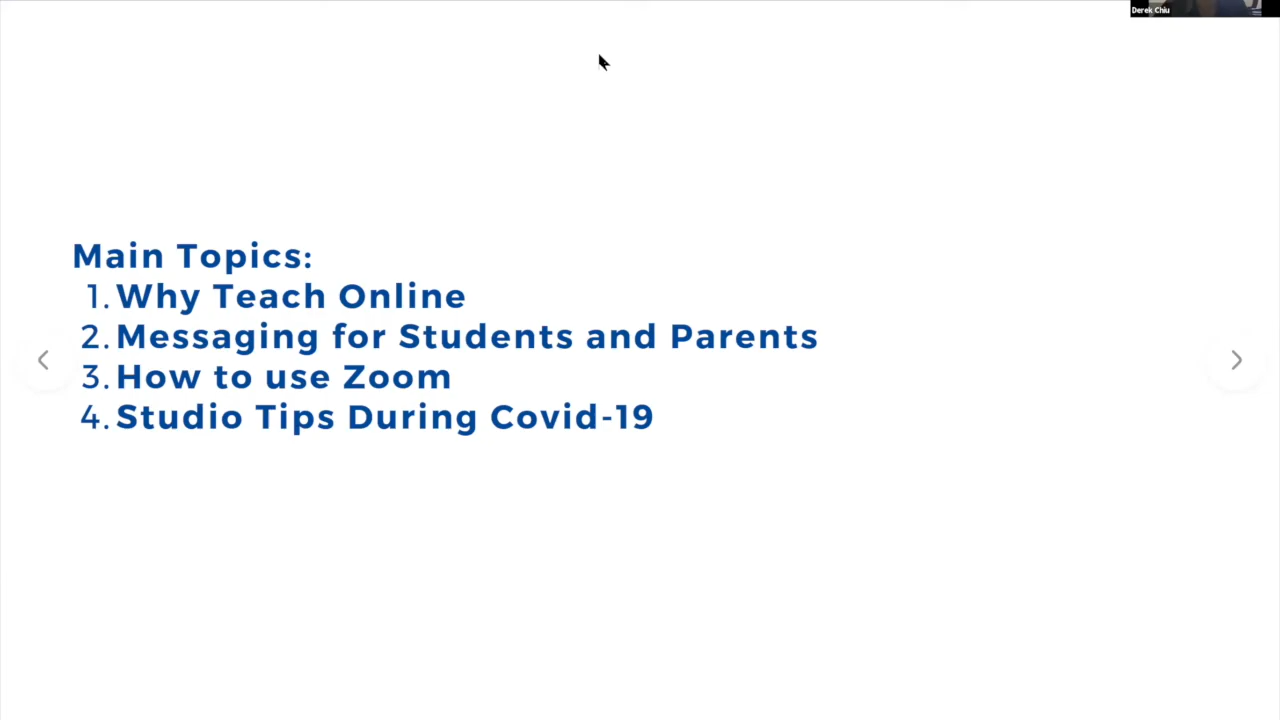 Derek Chiu
Main Topics:
1. Why Teach Online
2. Messaging for Students and Parents
3. How to use Zoom
4. Studio Tips During Covid-19